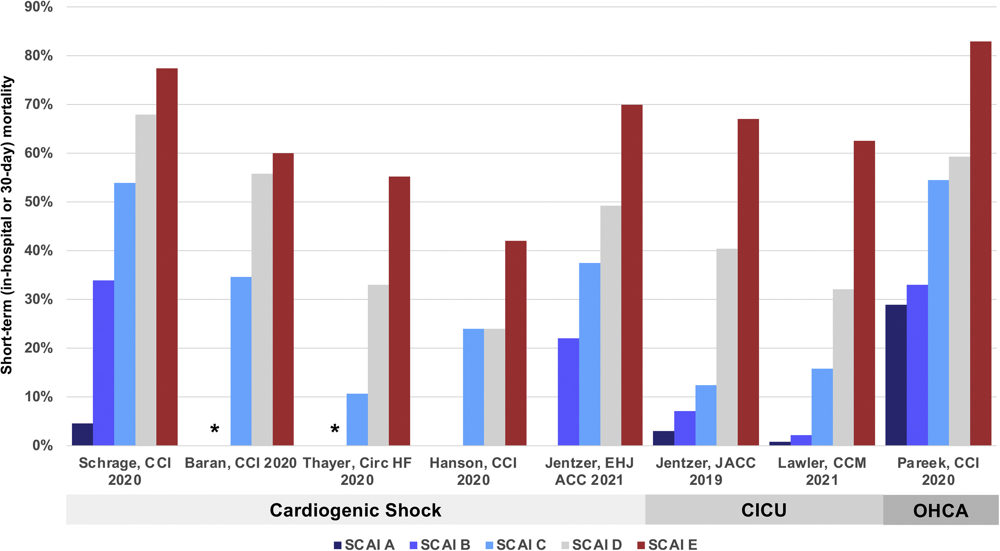 Short-term (in-hospital or 30-day) mortality
90%
80%
70%
60%
50%
40%
30%
20%
10%
0%
*
*
Schrage, CCI
2020
Baran, CCI 2020
Thayer, Circ HF
2020
Hanson, CCI
2020
Jentzer, EHJ
ACC 2021
Jentzer, JACC
2019
Lawler, CCM
2021
Pareek, CCI
2020
Cardiogenic Shock
CICU
OHCA
SCAI A
SCAI B
SCAI C
SCAI D
SCAI E